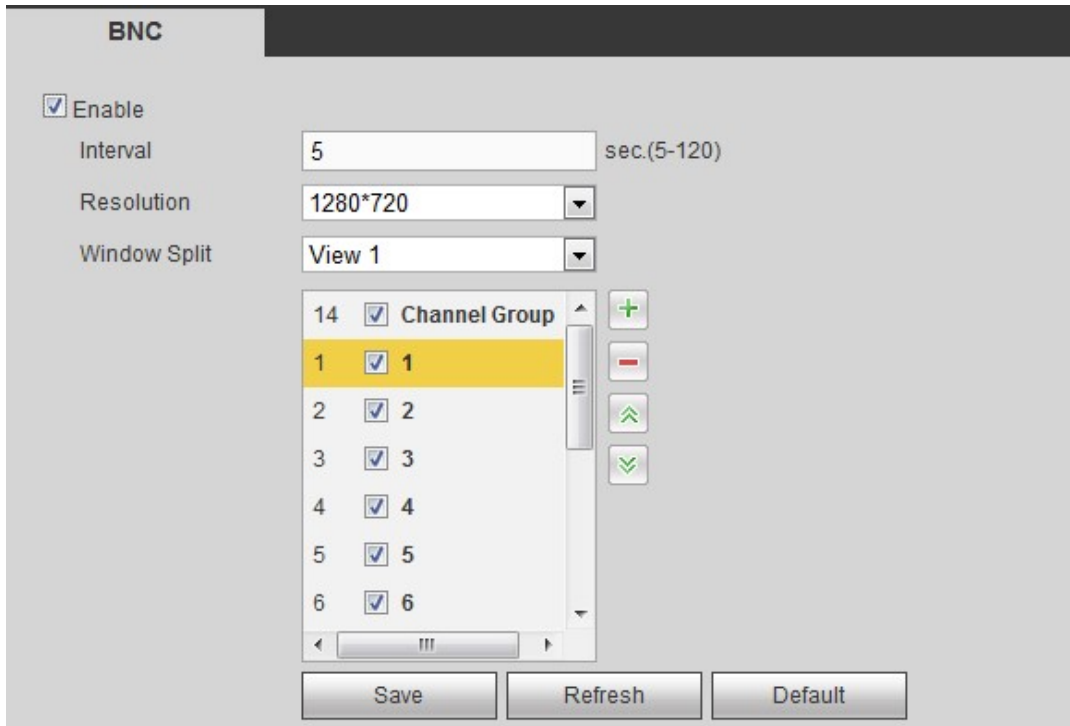 BNC
Enable
Interval 5 sec.(5-120)
Resolution 1280*720
Window Split View 1
14 Channel Group
1 1
2 2
3 3
4 4
5 5
6 6
Save Refresh Default